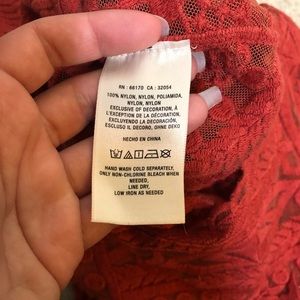 RN : 66170 CA : 32054
100% NYLON, NYLON, POLIAMIDA,
NYLON, NYLON
EXCLUSIVE OF DECORATION, À
L'EXCEPTION DE LA DÉCORATION,
EXCLUYENDO LA DECORACIÓN,
ESCLUSO IL DECORO, OHNE DEKO
HECHO EN CHINA
HAND WASH COLD SEPARATELY,
ONLY NON-CHLORINE BLEACH WHEN
NEEDED,
LINE DRY,
LOW IRON AS NEEDED